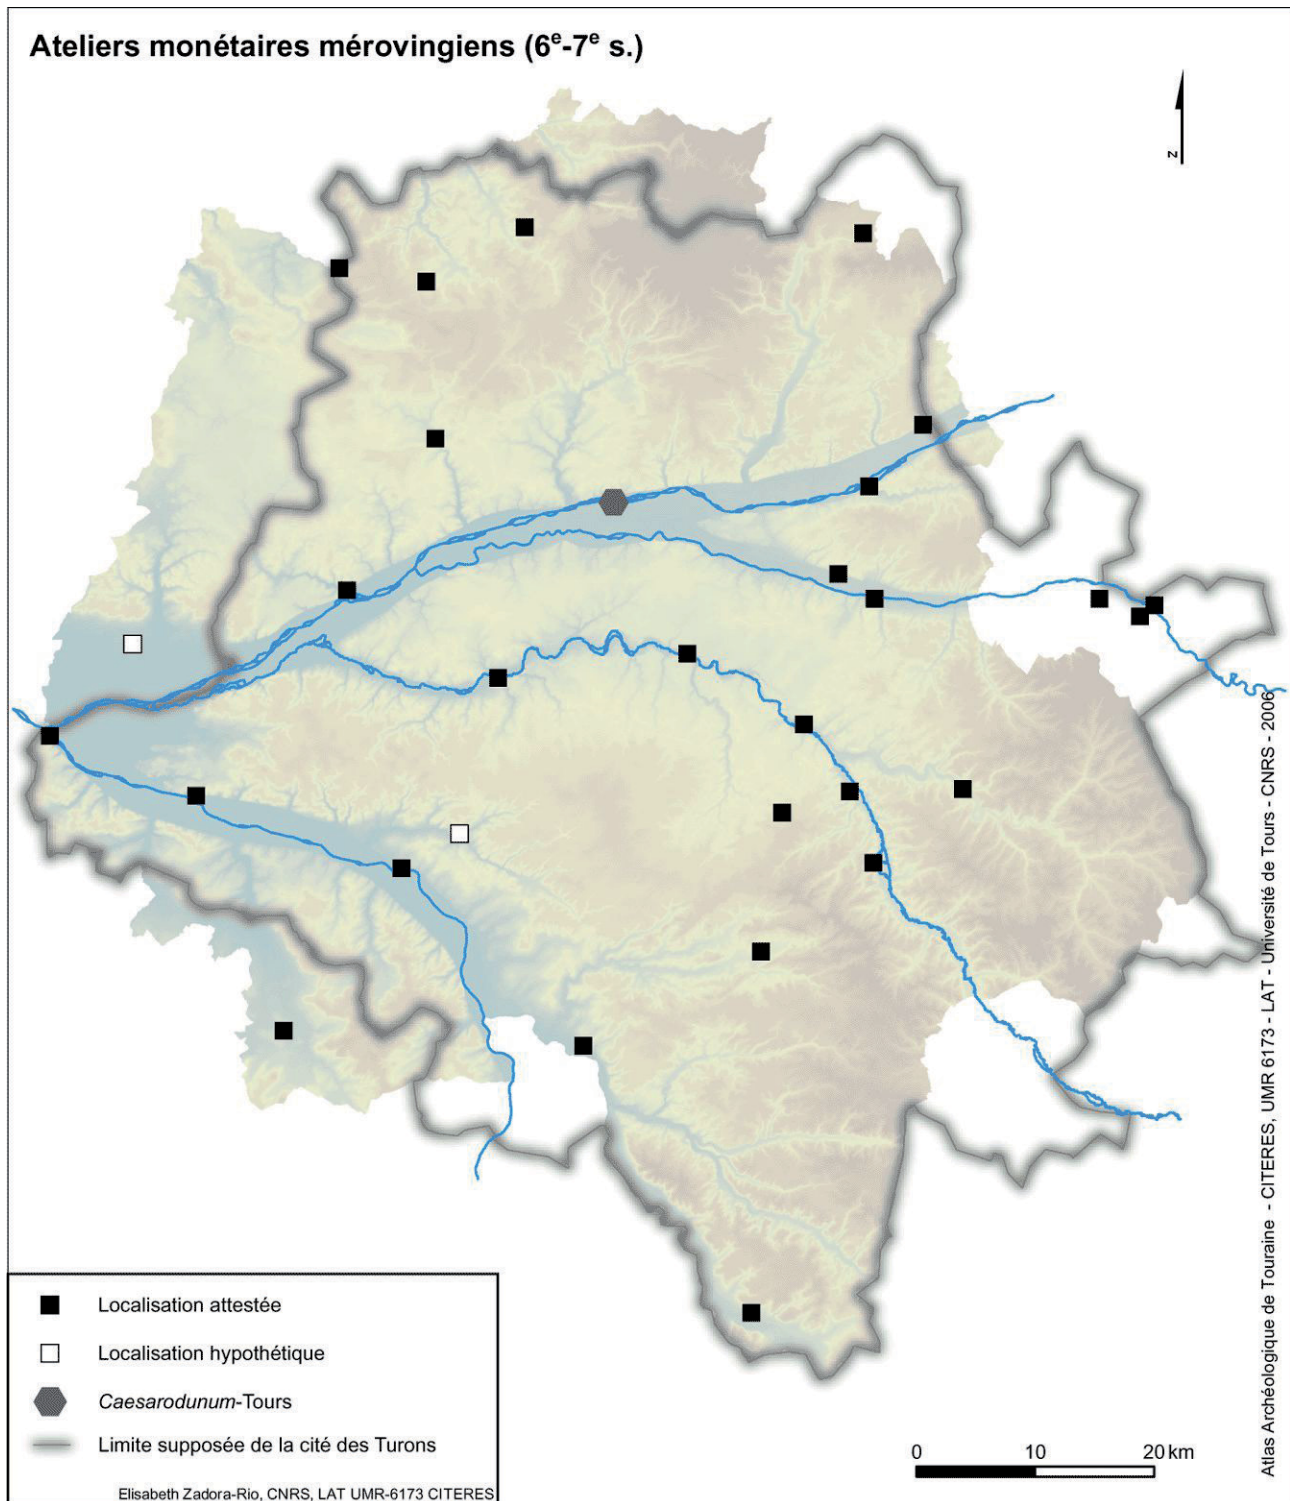 Ateliers monétaires mérovingiens (6e-7e s.)
z
Localisation attestée
Localisation hypothétique
Caesarodunum-Tours
Limite supposée de la cité des Turons
Elisabeth Zadora-Rio, CNRS, LAT UMR-6173 CITERES
0 10 20 km
Atlas Archéologique de Touraine - CITERES, UMR 6173 - LAT - Université de Tours - CNRS - 2006